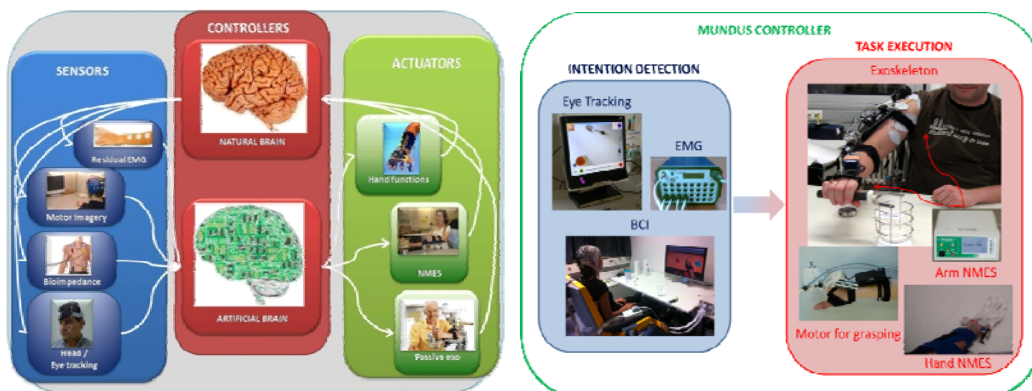 CONTROLLERS
SENSORS
ACTUATORS
NATURAL BRAIN
Residual EMG
Hand functions
Motor Imagery
Bioimpedance
NMES
ARTIFICIAL BRAIN
Head /
Eye tracking
Passive exo
MUNDUS CONTROLLER
INTENTION DETECTION
TASK EXECUTION
Exoskeleton
Eye Tracking
EMG
BCI
Arm NMES
Motor for grasping
Hand NMES